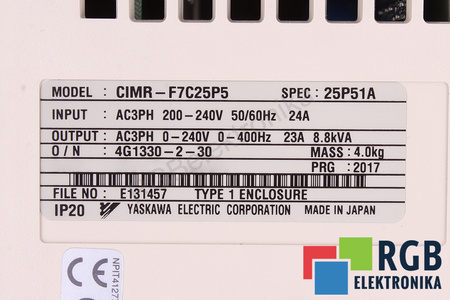 MODEL : CIMR-F7C25P5 SPEC: 25P51A
INPUT : AC3PH 200-240V 50/60Hz 24A
OUTPUT : AC3PH 0-240V 0-400Hz 23A 8.8kVA
O / N : 4G1330-2-30 MASS: 4.0kg
PRG : 2017
FILE NO : E131457 TYPE 1 ENCLOSURE
IP20 YASKAWA ELECTRIC CORPORATION MADE IN JAPAN
CE
RGB
ELEKTRONIKA